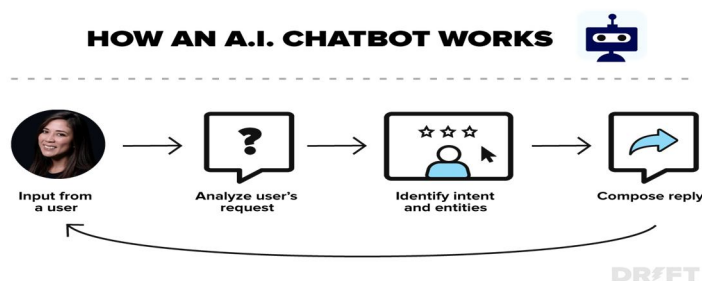 HOW AN A.I. CHATBOT WORKS
?
Input from
a user
Analyze user's
request
Identify intent
and entities
Compose reply
DRIFT